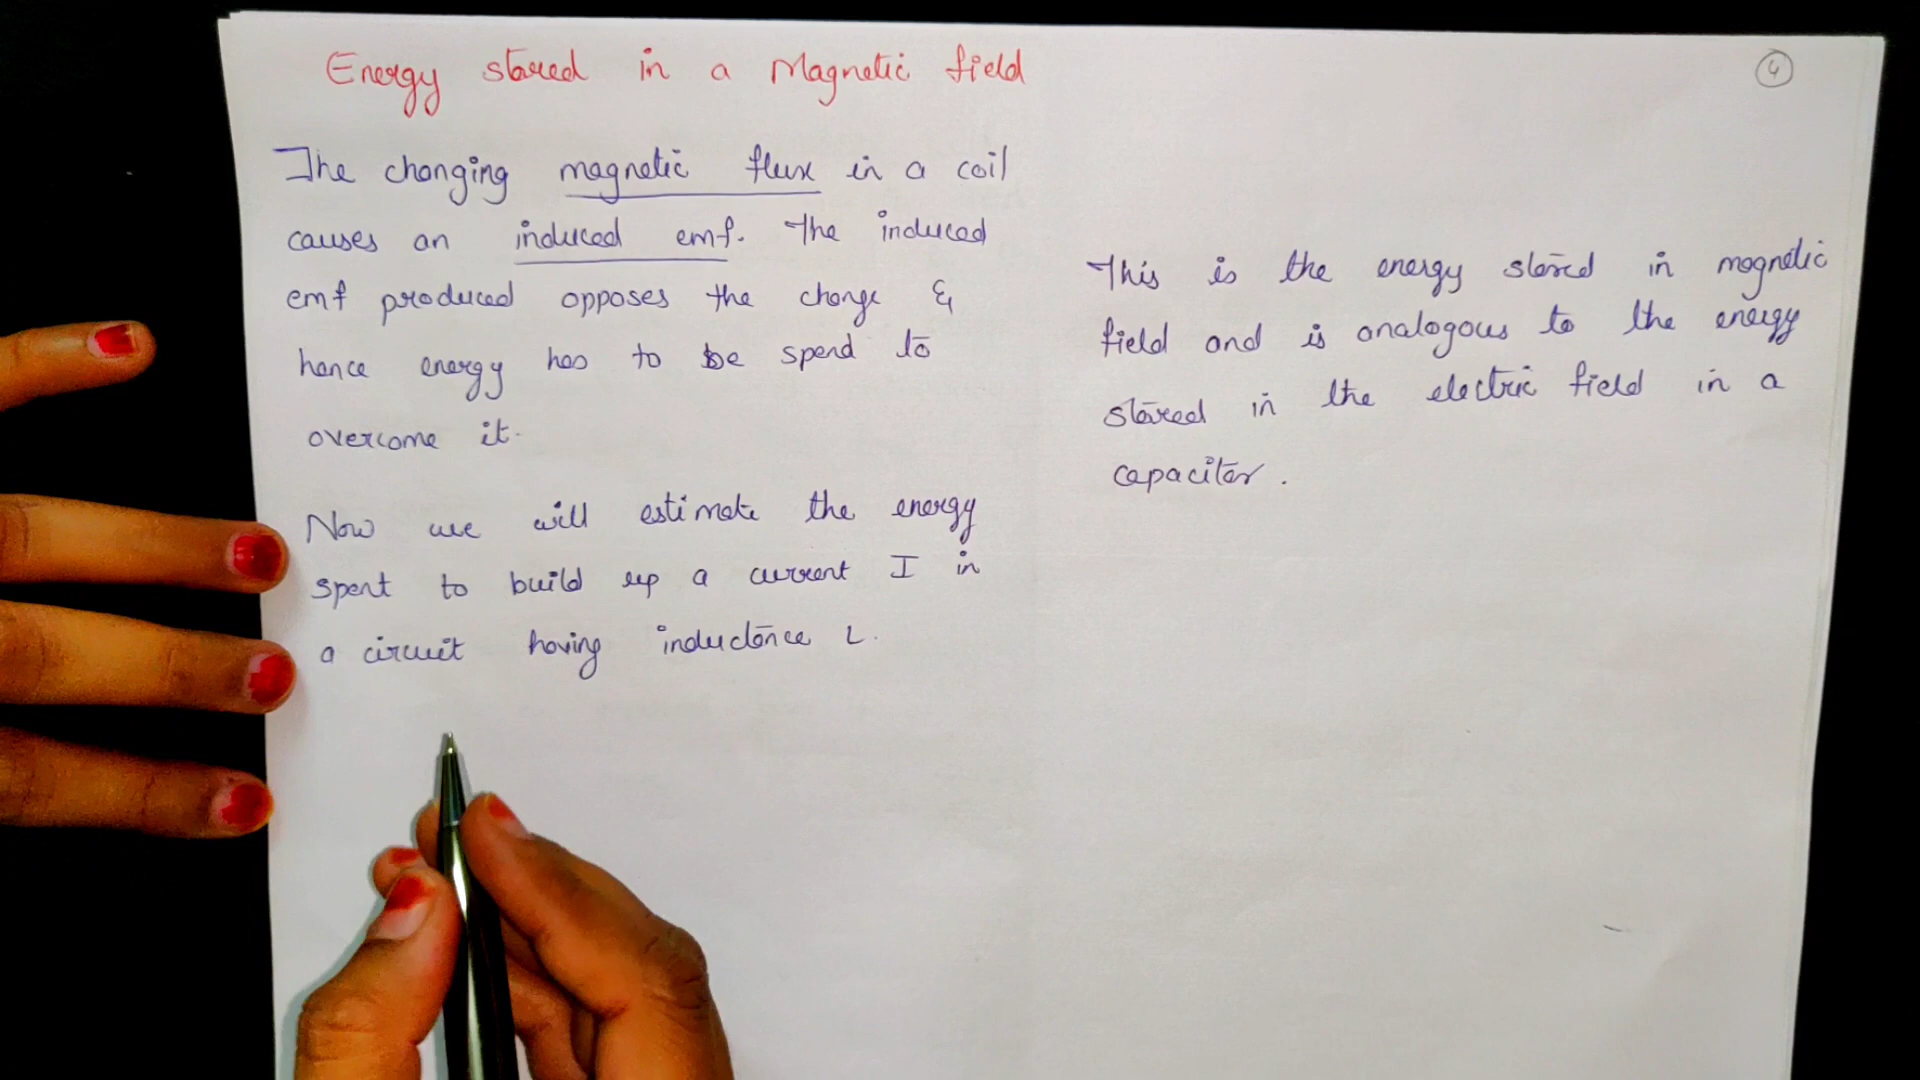 Energy stored in a Magnetic field
4
The changing magnetic flux in a coil
causes an induced emf. The induced
emf produced opposes the change &
hence energy has to be spend to
overcome it.
Now we will estimate the energy
spent to build up a current I in
a circuit having inductance L.
This is the energy stored in magnetic
field and is analogous to the energy
stored in the electric field in a
capacitor.